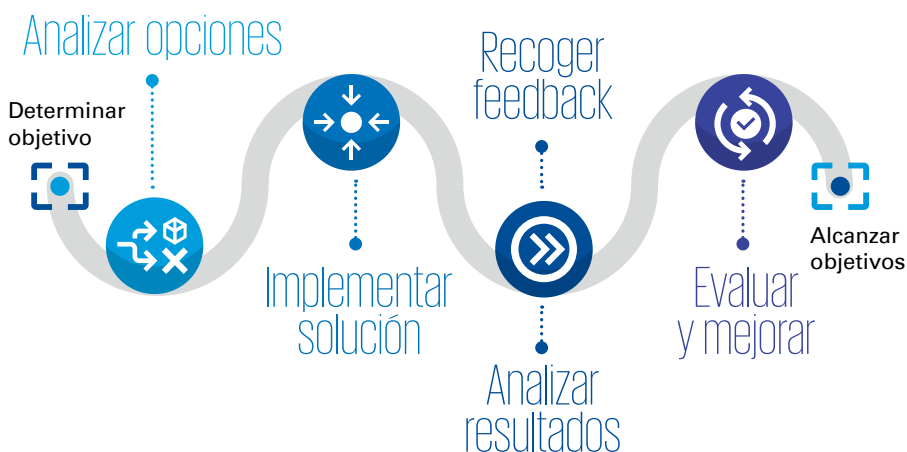 Analizar opciones
Determinar
objetivo
Recoger
feedback
Implementar
solución
Analizar
resultados
Evaluar
y mejorar
Alcanzar
objetivos